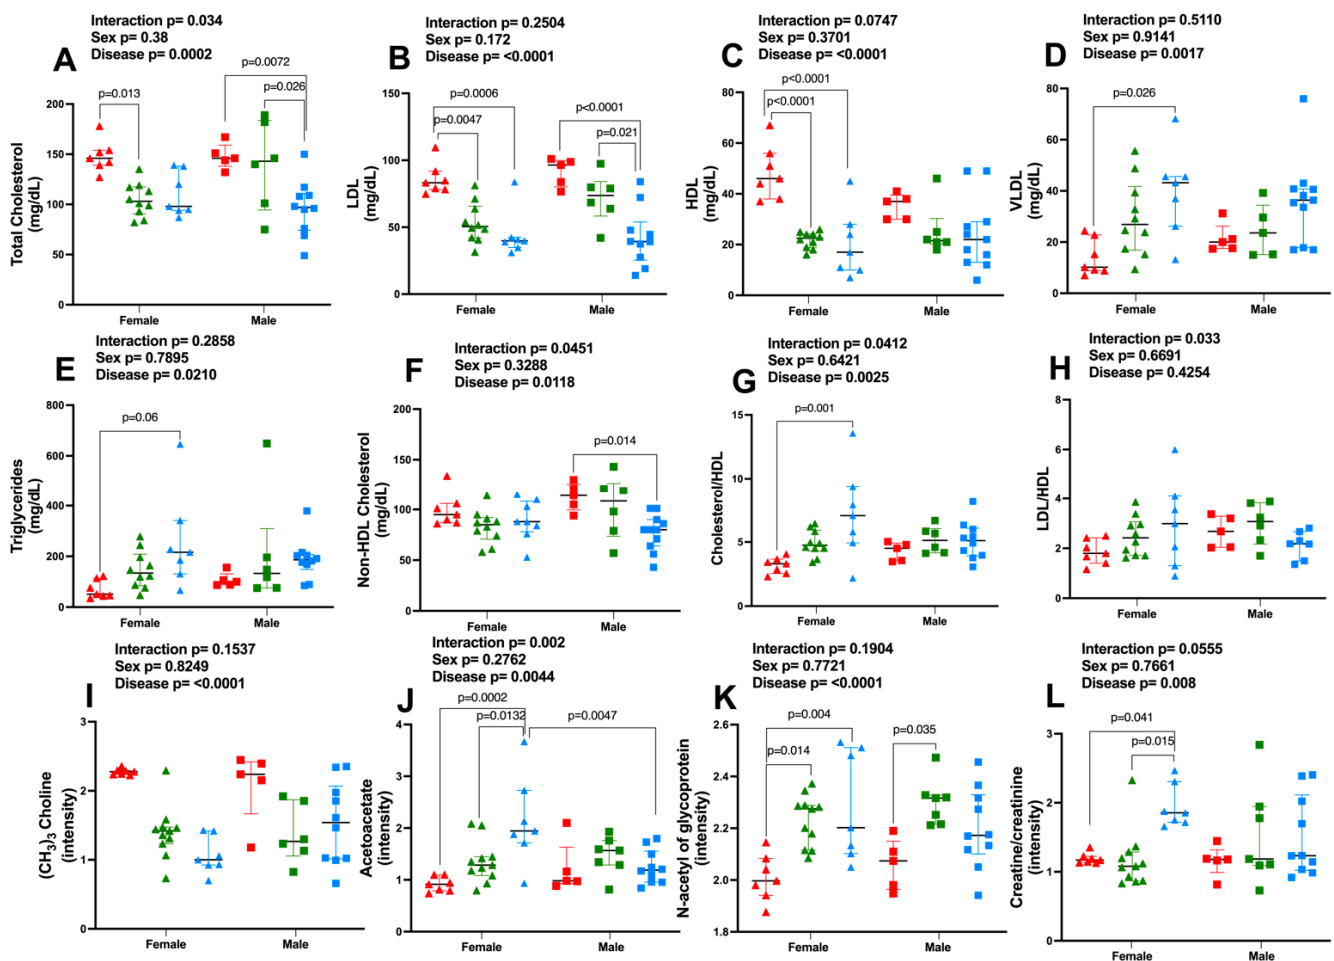 Interaction p= 0.034
Sex p= 0.38
Disease p= 0.0002
A
p=0.0072
p=0.013
p=0.026
Total Cholesterol
(mg/dL)
200
150
100
50
0
Female
Male
Interaction p= 0.2504
Sex p= 0.172
Disease p= <0.0001
B
p=0.0006
p<0.0001
p=0.0047
p=0.021
LDL
(mg/dL)
150
100
50
0
Female
Male
Interaction p= 0.0747
Sex p= 0.3701
Disease p= <0.0001
C
p<0.0001
p<0.0001
HDL
(mg/dL)
80
60
40
20
0
Female
Male
Interaction p= 0.5110
Sex p= 0.9141
Disease p= 0.0017
D
p=0.026
VLDL
(mg/dL)
80
60
40
20
0
Female
Male
Interaction p= 0.2858
Sex p= 0.7895
Disease p= 0.0210
E
p=0.06
Triglycerides
(mg/dL)
800
600
400
200
0
Female
Male
Interaction p= 0.0451
Sex p= 0.3288
Disease p= 0.0118
F
p=0.014
Non-HDL Cholesterol
(mg/dL)
200
150
100
50
0
Female
Male
Interaction p= 0.0412
Sex p= 0.6421
Disease p= 0.0025
G
p=0.001
Cholesterol/HDL
15
10
5
0
Female
Male
Interaction p= 0.033
Sex p= 0.6691
Disease p= 0.4254
H
LDL/HDL
8
6
4
2
0
Female
Male
Interaction p= 0.1537
Sex p= 0.8249
Disease p= <0.0001
I
(CH3)3 Choline
(intensity)
3
2
1
0
Female
Male
Interaction p= 0.002
Sex p= 0.2762
Disease p= 0.0044
J
p=0.0002
p=0.0132
p=0.0047
Acetoacetate
(intensity)
4
3
2
1
0
Female
Male
Interaction p= 0.1904
Sex p= 0.7721
Disease p= <0.0001
K
p=0.004
p=0.014
p=0.035
N-acetyl of glycoprotein
(intensity)
2.6
2.4
2.2
2.0
1.8
Female
Male
Interaction p= 0.0555
Sex p= 0.7661
Disease p= 0.008
L
p=0.041
p=0.015
Creatine/creatinine
(intensity)
3
2
1
0
Female
Male